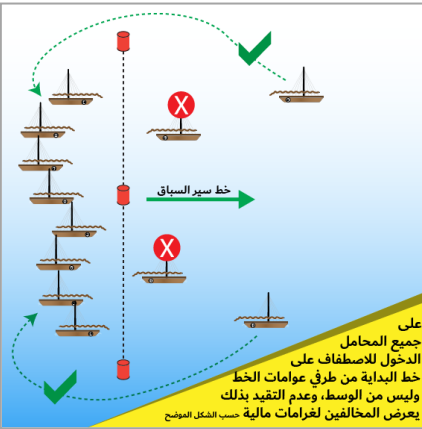 X
خط سير السباق
X
على
جميع المحامل
الدخول للاصطفاف على
خط البداية من طرفي عوامات الخط
وليس من الوسط، وعدم التقيد بذلك
يعرض المخالفين لغرامات مالية حسب الشكل الموضح